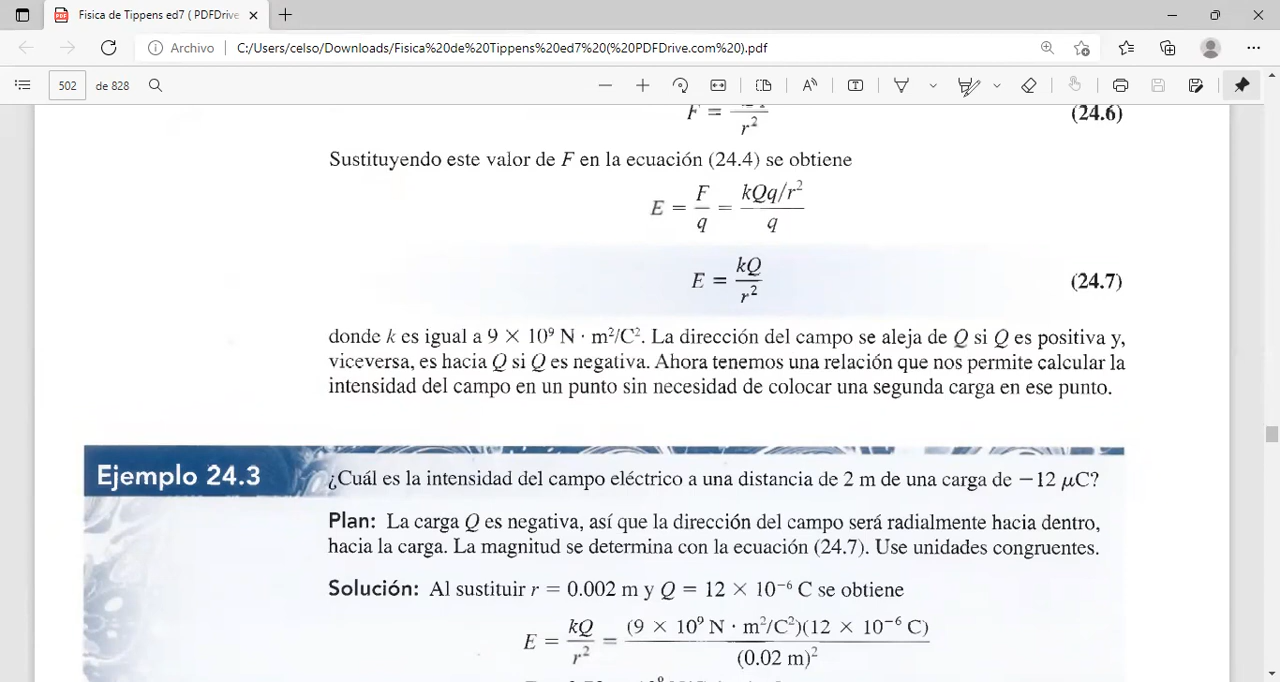 Fisica de Tippens ed7 ( PDFDrive
Archivo C:/Users/celso/Downloads/Fisica%20de%20Tippens%20ed7%20(%20PDFDrive.com%20).pdf
502 de 828
F = r² (24.6)
Sustituyendo este valor de F en la ecuación (24.4) se obtiene
E = F/q = kQq/r² / q
E = kQ/r² (24.7)
donde k es igual a 9 × 10⁹ N · m²/C². La dirección del campo se aleja de Q si Q es positiva y,
viceversa, es hacia Q si Q es negativa. Ahora tenemos una relación que nos permite calcular la
intensidad del campo en un punto sin necesidad de colocar una segunda carga en ese punto.
Ejemplo 24.3
¿Cuál es la intensidad del campo eléctrico a una distancia de 2 m de una carga de −12 μC?
Plan: La carga Q es negativa, así que la dirección del campo será radialmente hacia dentro,
hacia la carga. La magnitud se determina con la ecuación (24.7). Use unidades congruentes.
Solución: Al sustituir r = 0.002 m y Q = 12 × 10⁻⁶ C se obtiene
E = kQ/r² = (9 × 10⁹ N · m²/C²)(12 × 10⁻⁶ C) / (0.02 m)²